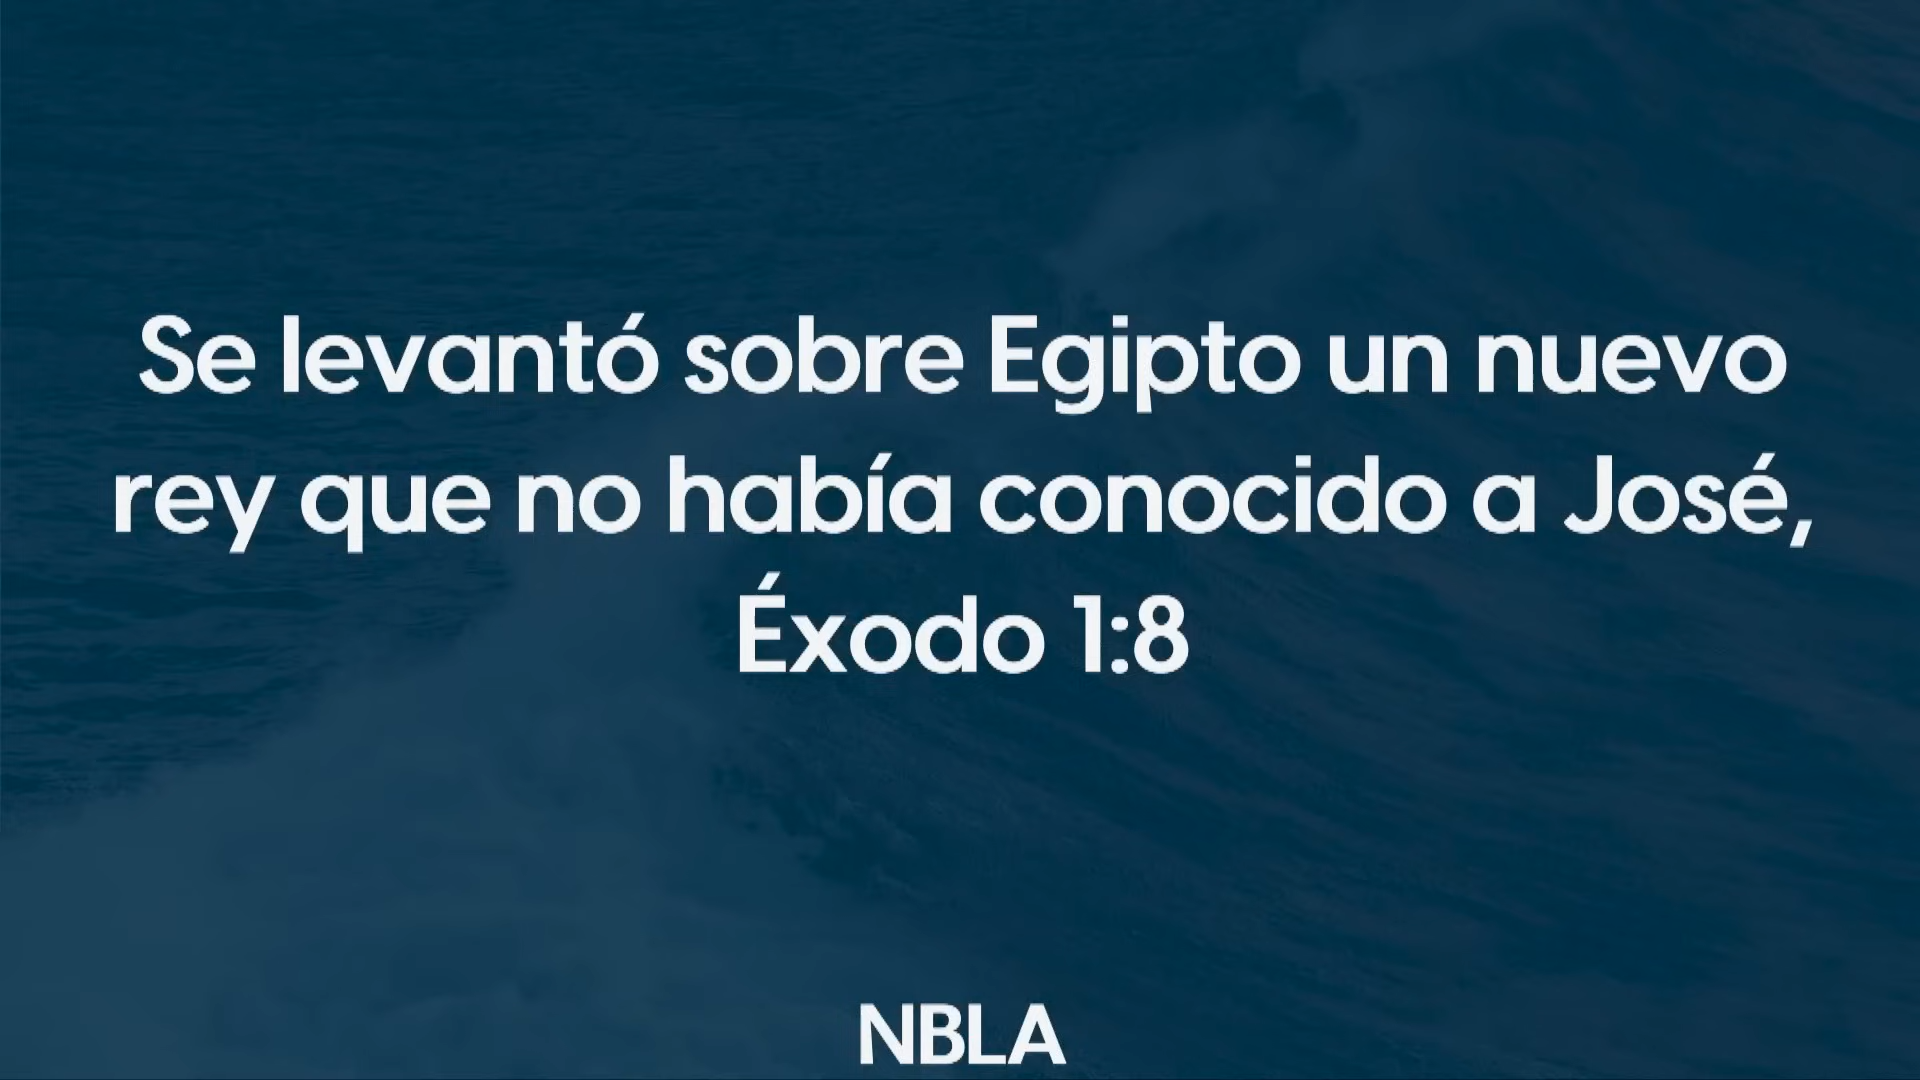 Se levantó sobre Egipto un nuevo
rey que no había conocido a José,
Éxodo 1:8
NBLA